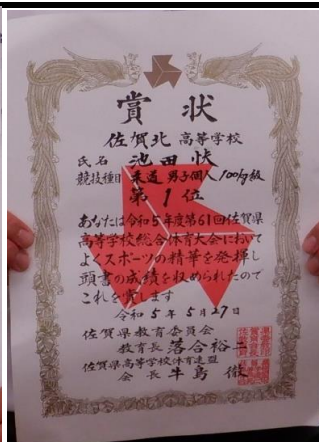 賞状
佐賀北 高等学校
氏名 池田
競技種目 柔道 男子個人 100kg級
第1位
あなたは令和5年度第61回佐賀県
高等学校総合体育大会において
よくスポーツの精華を発揮し
頭書の成績を収められたので
これを賞します
令和5年5月27日
佐賀県教育委員会
教育長 落合裕二
佐賀県高等学校体育連盟
会長 牛島 徹